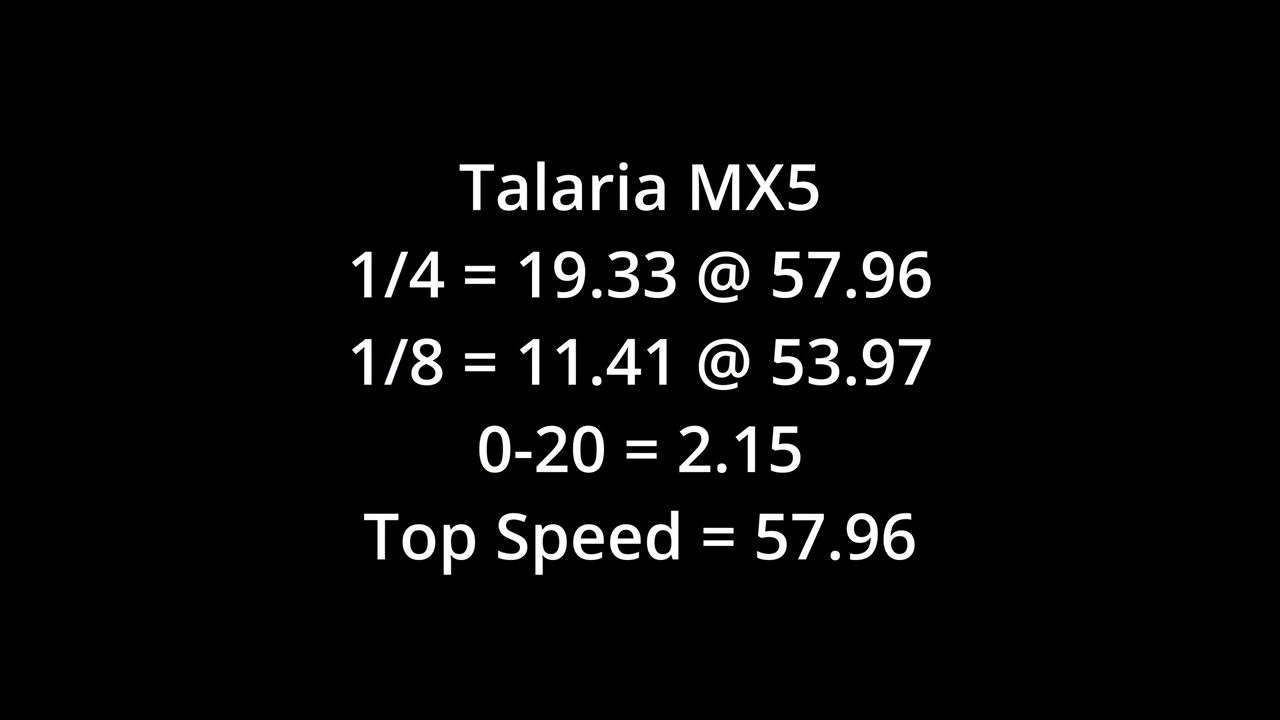 Talaria MX5
1/4 = 19.33 @ 57.96
1/8 = 11.41 @ 53.97
0-20 = 2.15
Top Speed = 57.96